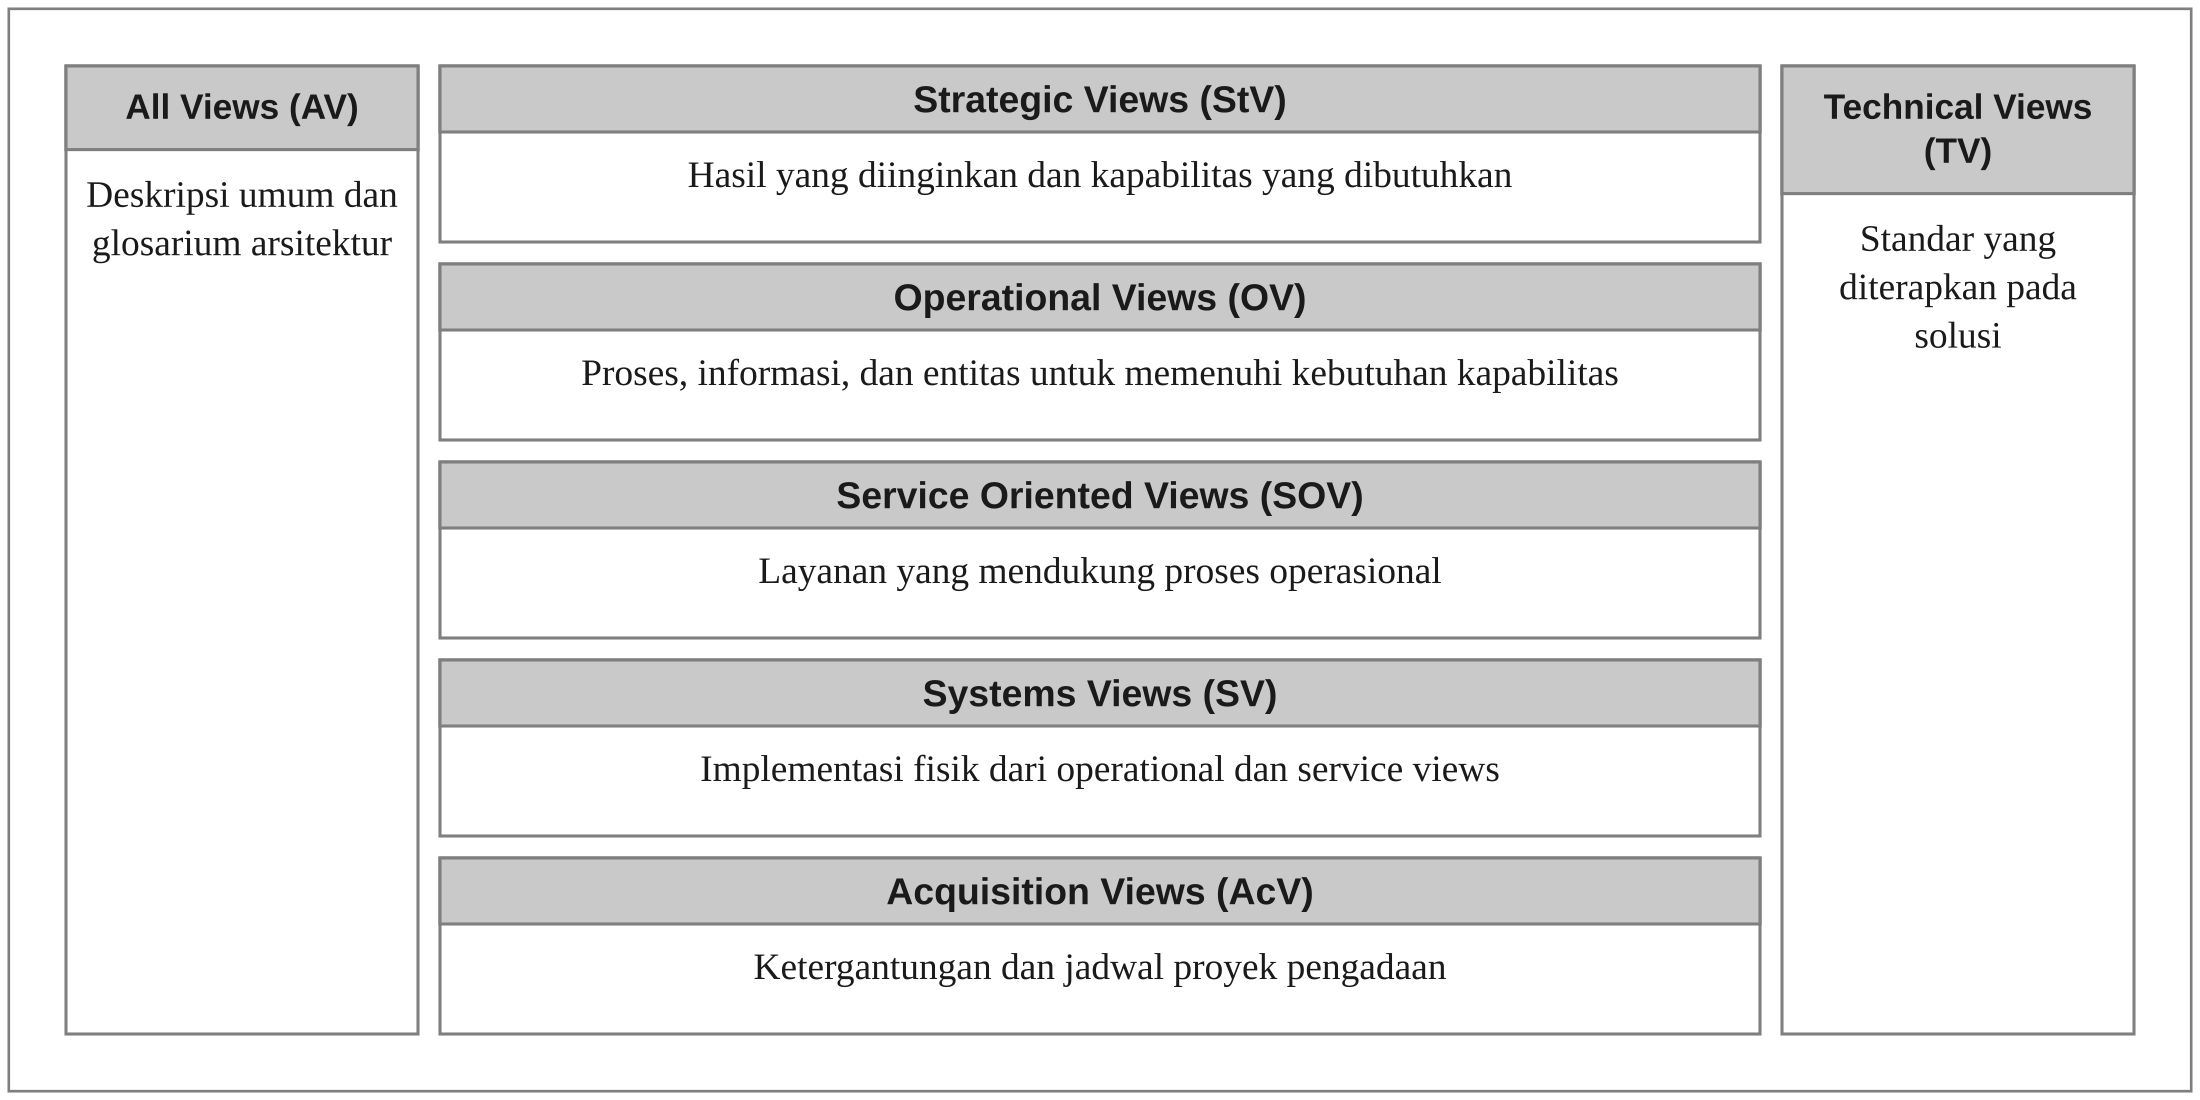 All Views (AV)
Deskripsi umum dan
glosarium arsitektur
Strategic Views (StV)
Hasil yang diinginkan dan kapabilitas yang dibutuhkan
Operational Views (OV)
Proses, informasi, dan entitas untuk memenuhi kebutuhan kapabilitas
Service Oriented Views (SOV)
Layanan yang mendukung proses operasional
Systems Views (SV)
Implementasi fisik dari operational dan service views
Acquisition Views (AcV)
Ketergantungan dan jadwal proyek pengadaan
Technical Views
(TV)
Standar yang
diterapkan pada
solusi